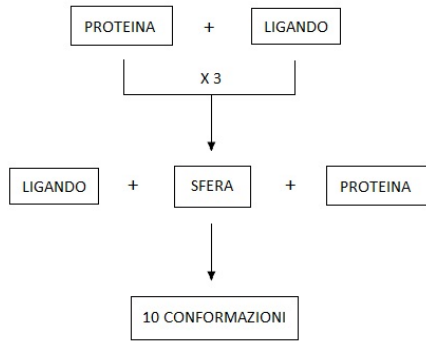 PROTEINA + LIGANDO
X 3
LIGANDO + SFERA + PROTEINA
10 CONFORMAZIONI